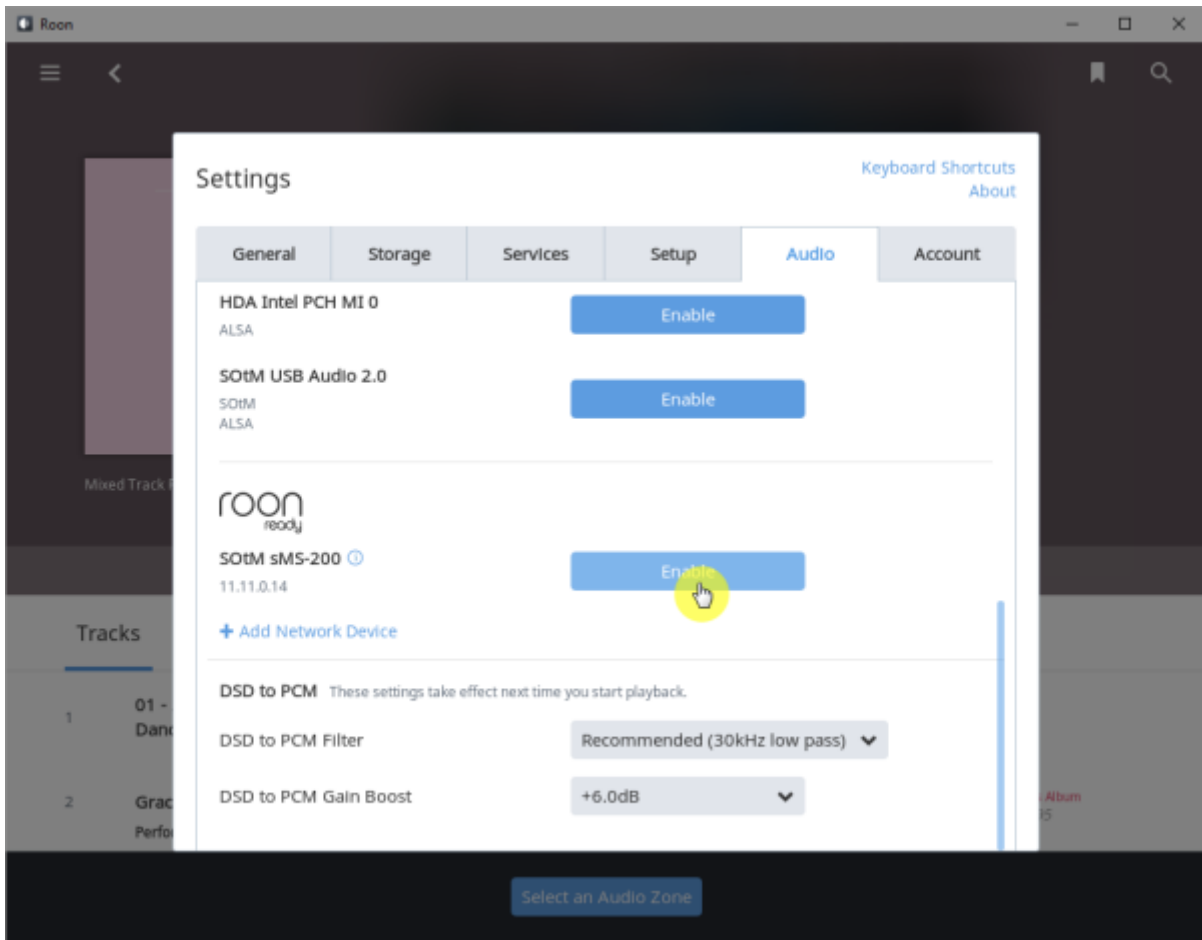 Roon
Settings
Keyboard Shortcuts
About
General Storage Services Setup Audio Account
HDA Intel PCH MI 0
ALSA
Enable
SOtM USB Audio 2.0
SOtM
ALSA
Enable
roon
ready
SOtM sMS-200
11.11.0.14
Enable
+ Add Network Device
DSD to PCM These settings take effect next time you start playback.
DSD to PCM Filter Recommended (30kHz low pass)
DSD to PCM Gain Boost +6.0dB
Mixed Track
Tracks
1 01 -
2
Album
Select an Audio Zone